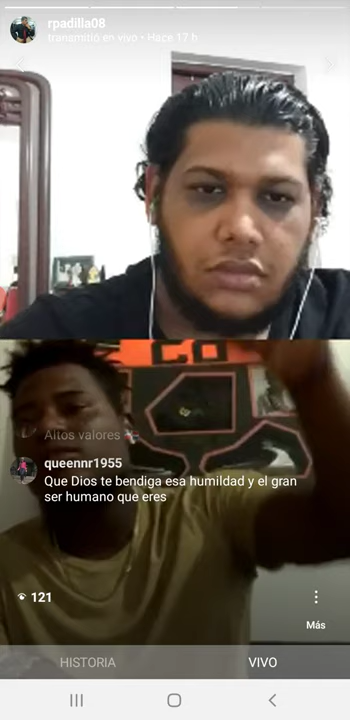 rpadilla08
transmitió en vivo • Hace 17 h
CO
Altos valores
queennr1955
Que Dios te bendiga esa humildad y el gran
ser humano que eres
121
Más
HISTORIA
VIVO